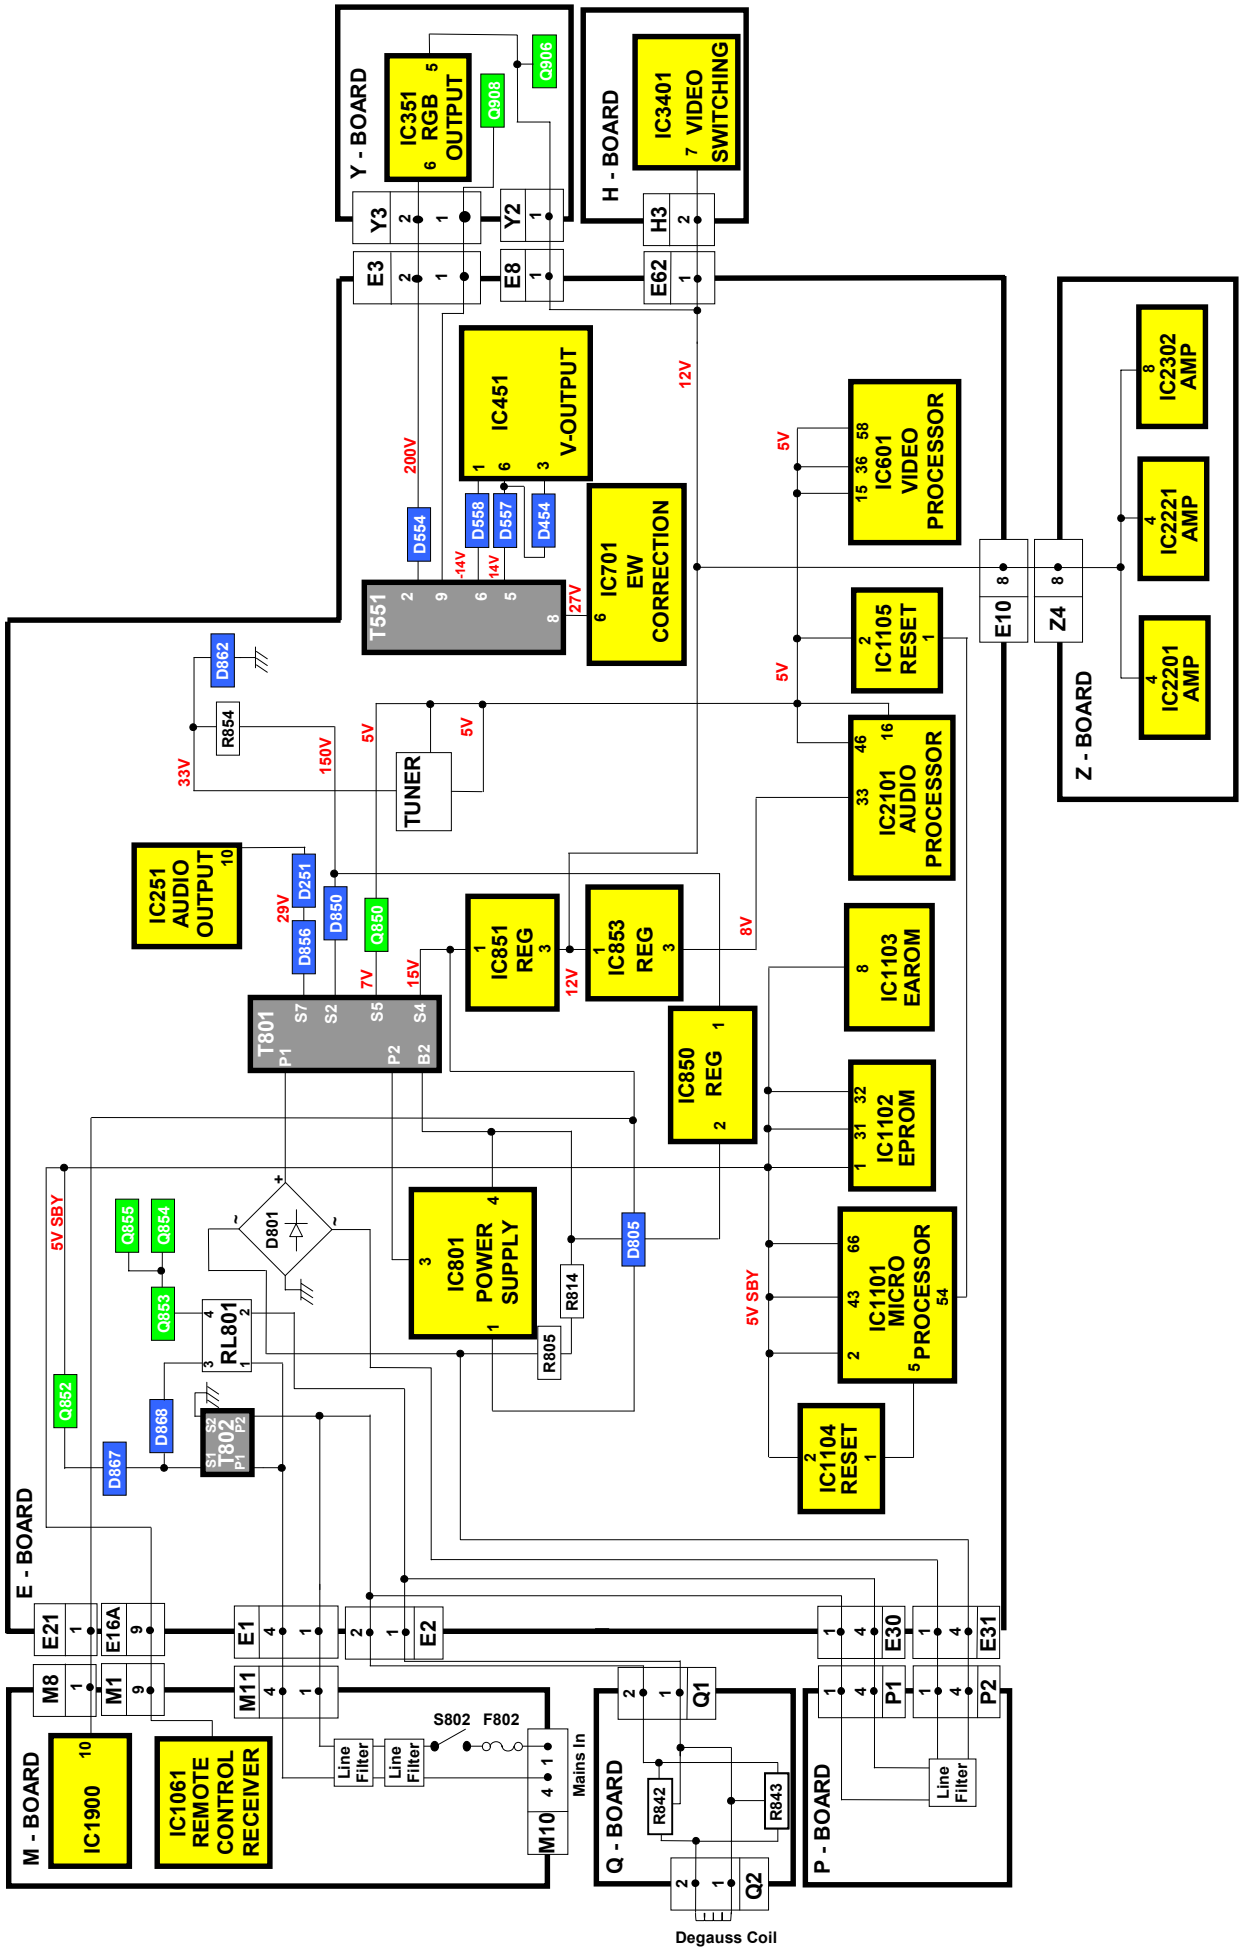 Y - BOARD
IC351
RGB
OUTPUT
5
6
Q906
Q908
Y3
2
1
Y2
1
H - BOARD
IC3401
VIDEO
SWITCHING
7
H3
2
E3
2
1
E8
1
E62
1
200V
12V
D554
T551
2
9
6
5
8
-14V
14V
27V
D558
D557
D454
IC451
V-OUTPUT
1
6
3
IC701
EW
CORRECTION
6
5V
IC601
VIDEO
PROCESSOR
15
36
58
IC1105
RESET
2
1
5V
E10
8
Z4
8
Z - BOARD
IC2302
AMP
8
IC2221
AMP
4
IC2201
AMP
4
D862
R854
33V
150V
5V
5V
TUNER
IC2101
AUDIO
PROCESSOR
46
16
33
8V
IC251
AUDIO
OUTPUT
10
D251
29V
D856
D850
Q850
7V
15V
T801
P1
P2
B2
S7
S2
S5
S4
IC851
REG
1
3
12V
IC853
REG
1
3
IC850
REG
1
2
IC1103
EAROM
8
IC1102
EPROM
1
31
32
IC1101
MICRO
PROCESSOR
2
43
66
54
5
5V SBY
IC1104
RESET
2
1
5V SBY
Q855
Q854
Q853
Q852
D867
D868
RL801
3
4
1
2
T802
S1
S2
P1
P2
D801
+
~
~
IC801
POWER
SUPPLY
3
4
1
R805
R814
D805
E - BOARD
E21
1
E16A
9
E1
4
1
2
1
E2
1
4
E30
1
4
E31
M8
1
M1
9
M11
4
1
M - BOARD
IC1900
10
IC1061
REMOTE
CONTROL
RECEIVER
Line
Filter
Line
Filter
S802
F802
M10
4
1
Mains In
Q - BOARD
2
1
Q1
R842
R843
2
1
Q2
Degauss Coil
P - BOARD
1
4
P1
1
4
P2
Line
Filter